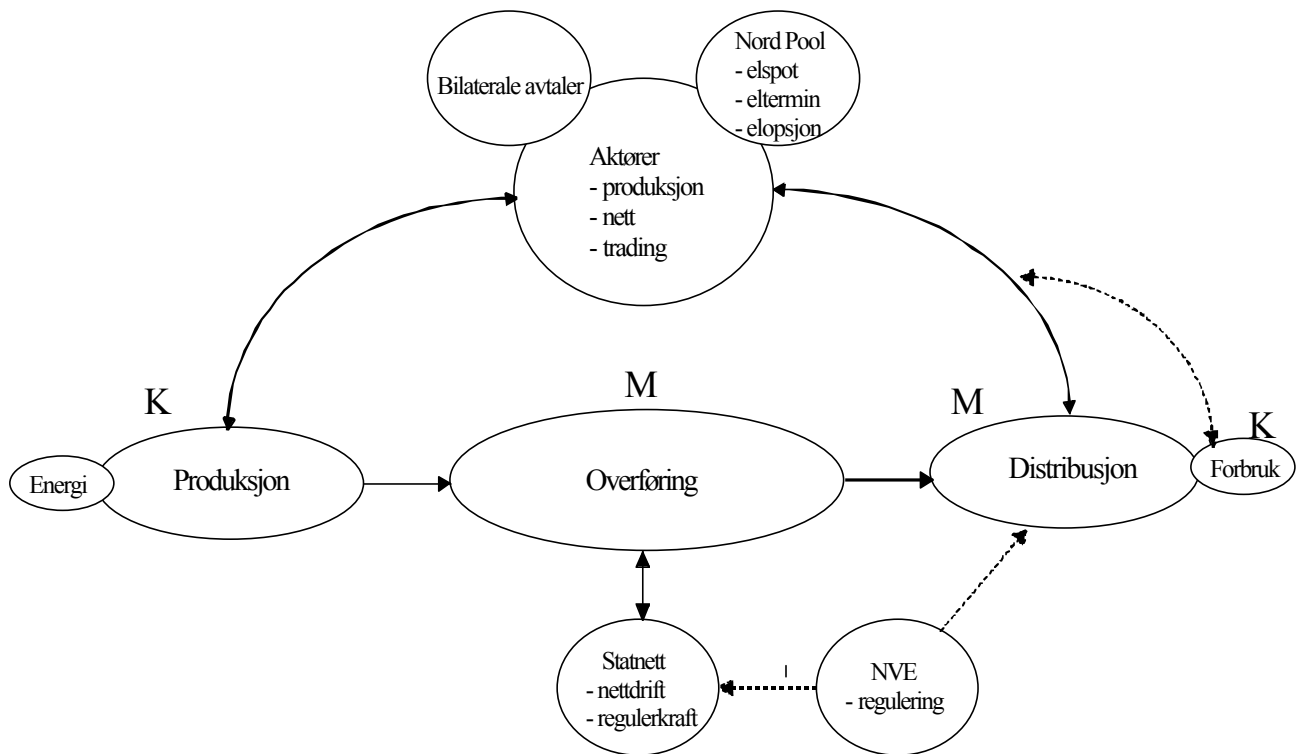 Bilaterale avtaler
Nord Pool
- elspot
- eltermin
- elopsjon
Aktører
- produksjon
- nett
- trading
K
M
M
K
Energi
Produksjon
Overføring
Distribusjon
Forbruk
Statnett
- nettdrift
- regulerkraft
NVE
- regulering